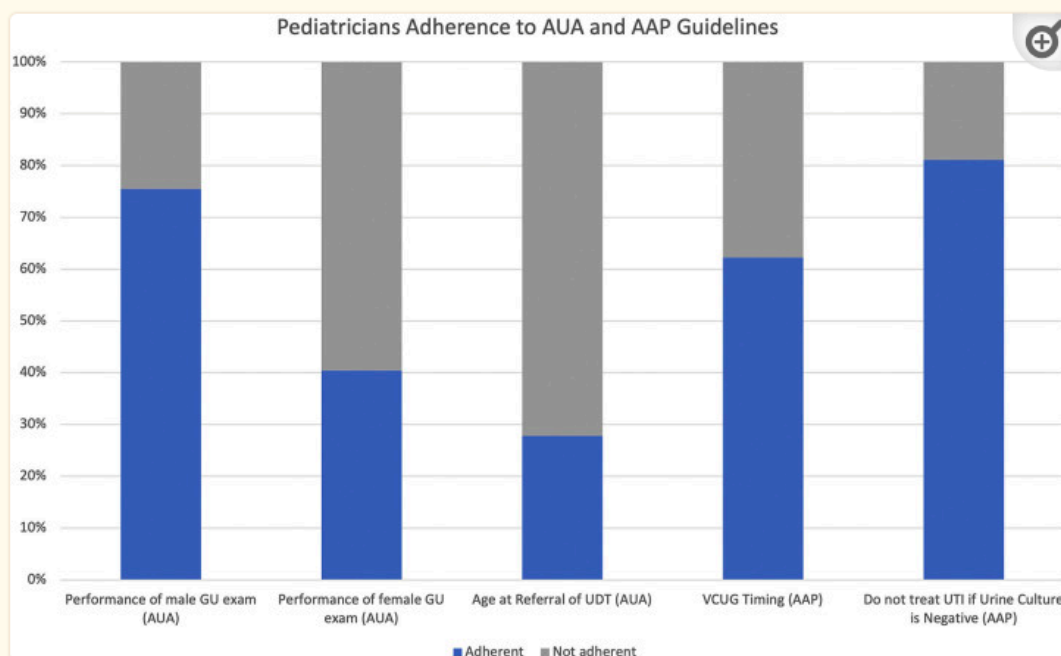 Pediatricians Adherence to AUA and AAP Guidelines
100%
90%
80%
70%
60%
50%
40%
30%
20%
10%
0%
Performance of male GU exam
(AUA)
Performance of female GU
exam (AUA)
Age at Referral of UDT (AUA)
VCUG Timing (AAP)
Do not treat UTI if Urine Culture
is Negative (AAP)
Adherent
Not adherent